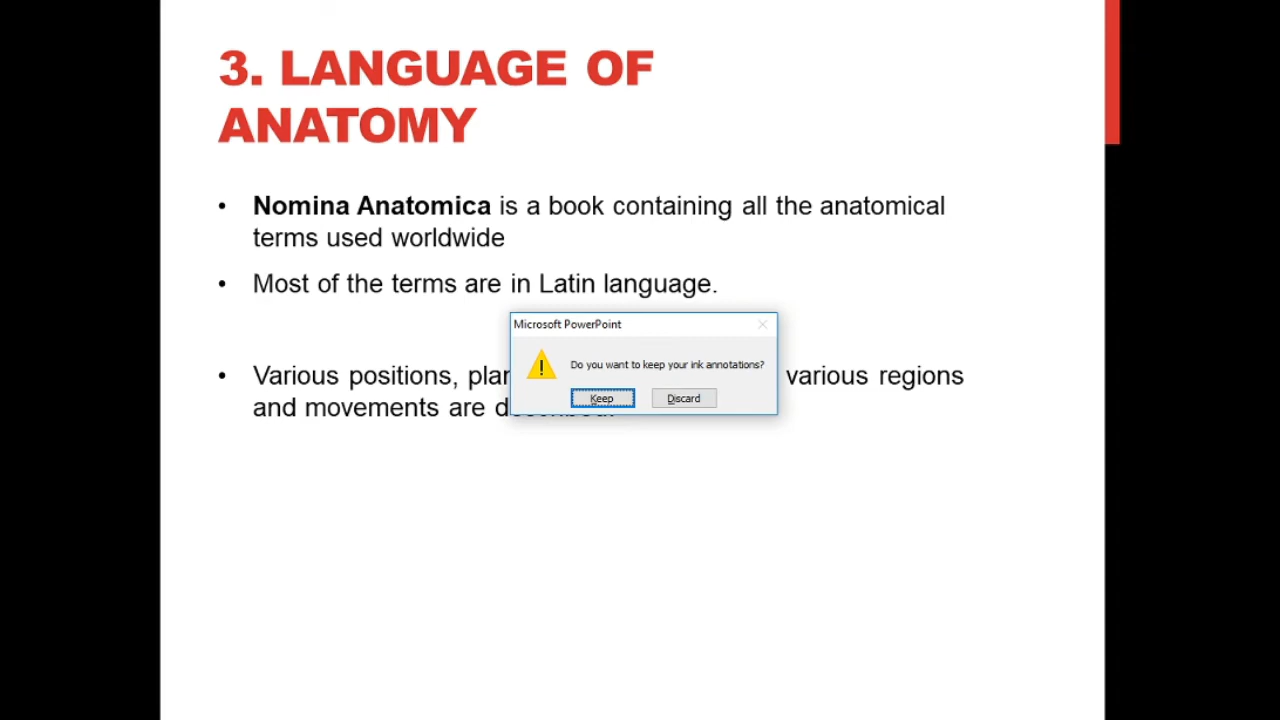 3. LANGUAGE OF
ANATOMY
• Nomina Anatomica is a book containing all the anatomical
terms used worldwide
• Most of the terms are in Latin language.
Microsoft PowerPoint
Do you want to keep your ink annotations?
Keep Discard
• Various positions, various regions
and movements are